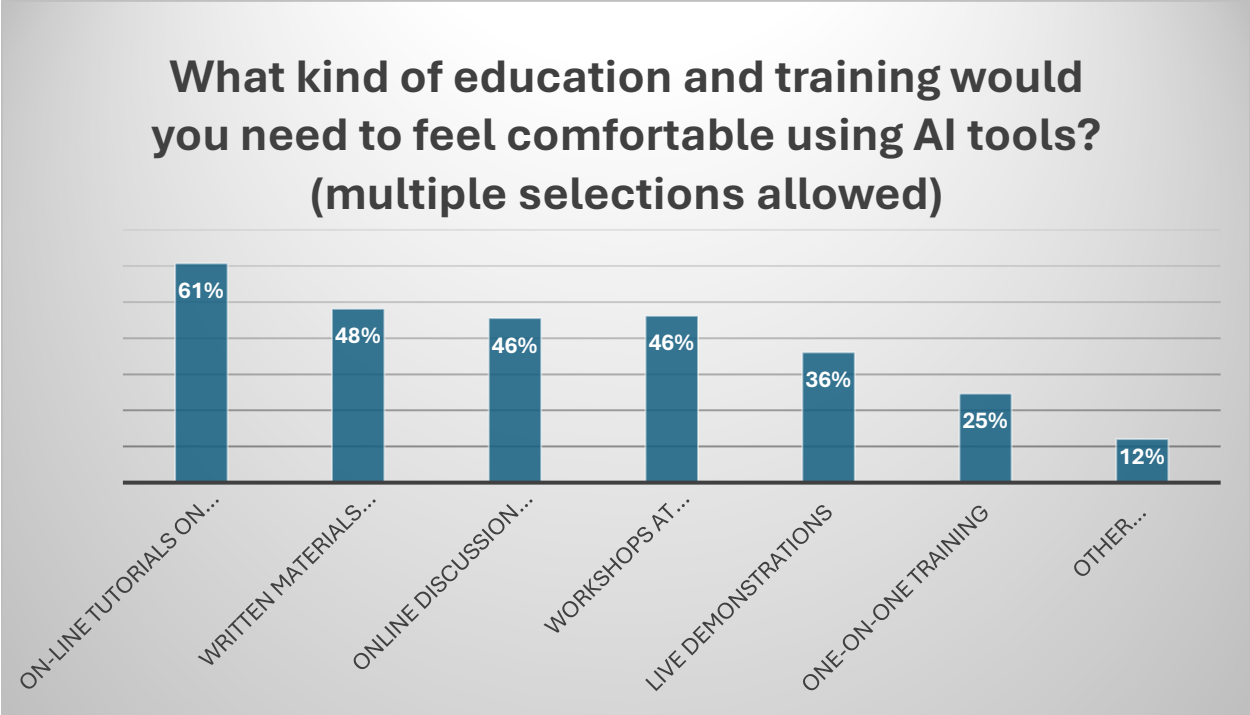 What kind of education and training would
you need to feel comfortable using AI tools?
(multiple selections allowed)
61%
48%
46%
46%
36%
25%
12%
ON-LINE TUTORIALS ON...
WRITTEN MATERIALS...
ONLINE DISCUSSION...
WORKSHOPS AT...
LIVE DEMONSTRATIONS
ONE-ON-ONE TRAINING
OTHER...